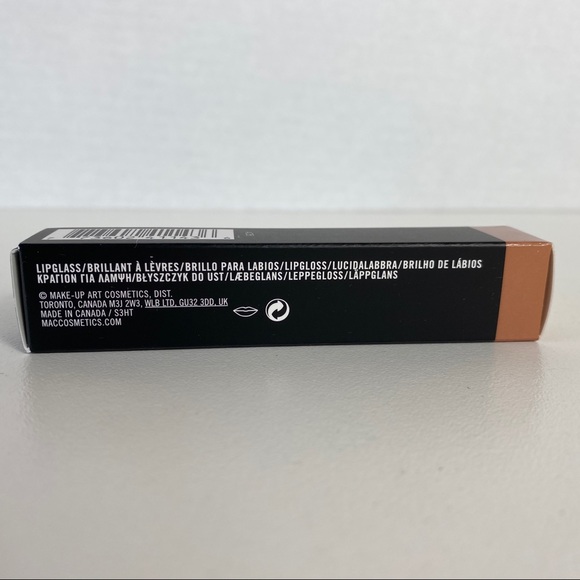 LIPGLASS/BRILLANT À LÈVRES/BRILLO PARA LABIOS/LIPGLOSS/LUCIDALABBRA/BRILHO DE LÁBIOS
ΚΡΑΓΙΟΝ ΓΙΑ ΛΑΜΨΗ/BŁYSZCZYK DO UST/LÆBEGLANS/LEPPEGLOSS/LÄPPGLANS
© MAKE-UP ART COSMETICS, DIST.
TORONTO, CANADA M3J 2W3, WLB LTD, GU32 3DD, UK
MADE IN CANADA / S3HT
MACCOSMETICS.COM